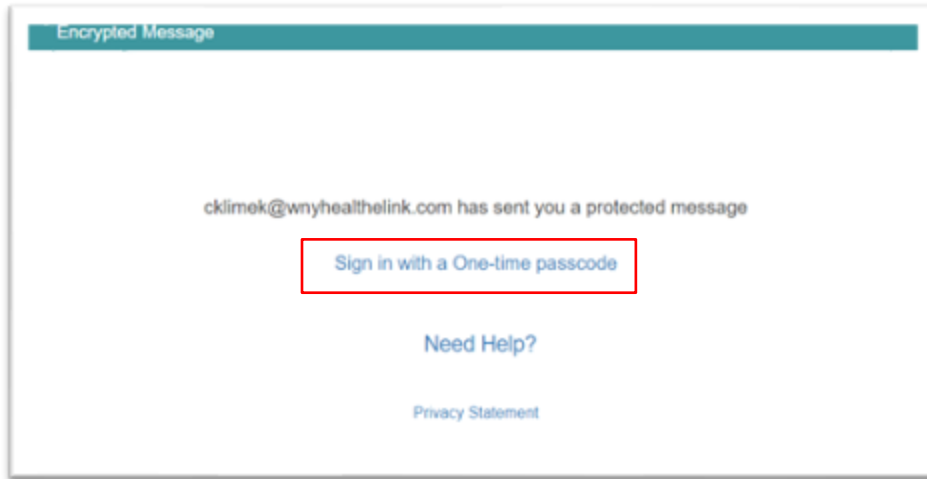 Encrypted Message
cklimek@wnyhealthelink.com has sent you a protected message
Sign in with a One-time passcode
Need Help?
Privacy Statement